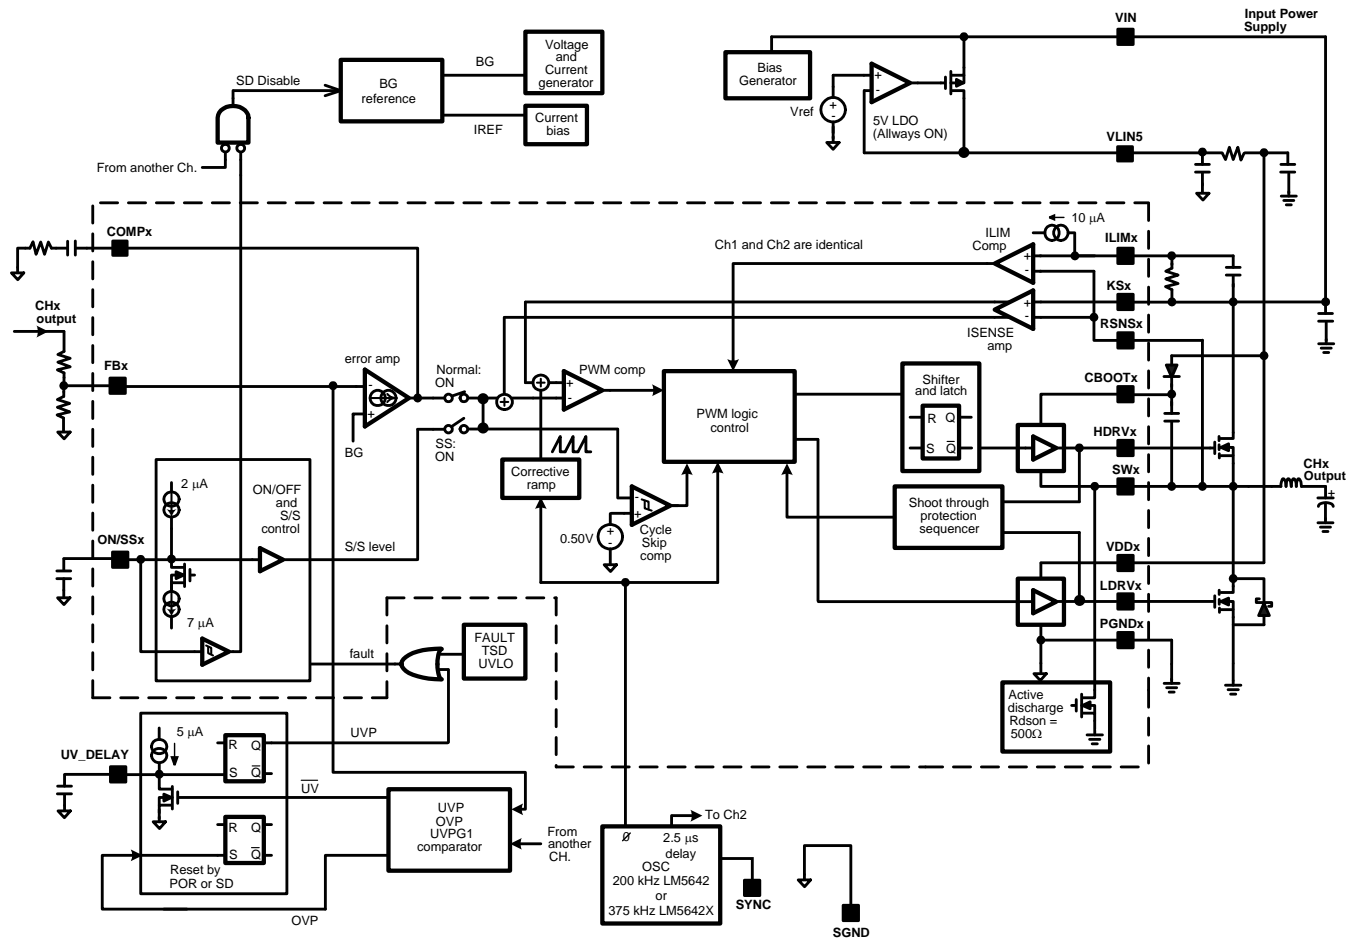 VIN
Input Power
Supply
Voltage
and
Current
generator
BG
SD Disable
BG
reference
IREF
Current
bias
Bias
Generator
Vref
+
-
+
-
5V LDO
(Allways ON)
VLIN5
From another Ch.
COMPx
10 µA
ILIM
Comp
ILIMx
Ch1 and Ch2 are identical
+
-
KSx
+
-
ISENSE
amp
RSNSx
CHx
output
FBx
error amp
-
+
BG
Normal:
ON
SS:
ON
+
+
PWM comp
+
-
PWM logic
control
Shifter
and latch
R Q
S Q
CBOOTx
HDRVx
SWx
CHx
Output
+
Corrective
ramp
0.50V
+
-
-
+
Cycle
Skip
comp
Shoot through
protection
sequencer
VDDx
LDRVx
PGNDx
2 µA
ON/OFF
and
S/S
control
ON/SSx
S/S level
7 µA
fault
FAULT
TSD
UVLO
Active
discharge
Rdson =
500Ω
5 µA
R Q
S Q
UVP
UV_DELAY
UV
R Q
S Q
Reset by
POR or SD
OVP
UVP
OVP
UVPG1
comparator
From
another
CH.
To Ch2
Ø
2.5 µs
delay
OSC
200 kHz LM5642
or
375 kHz LM5642X
SYNC
SGND